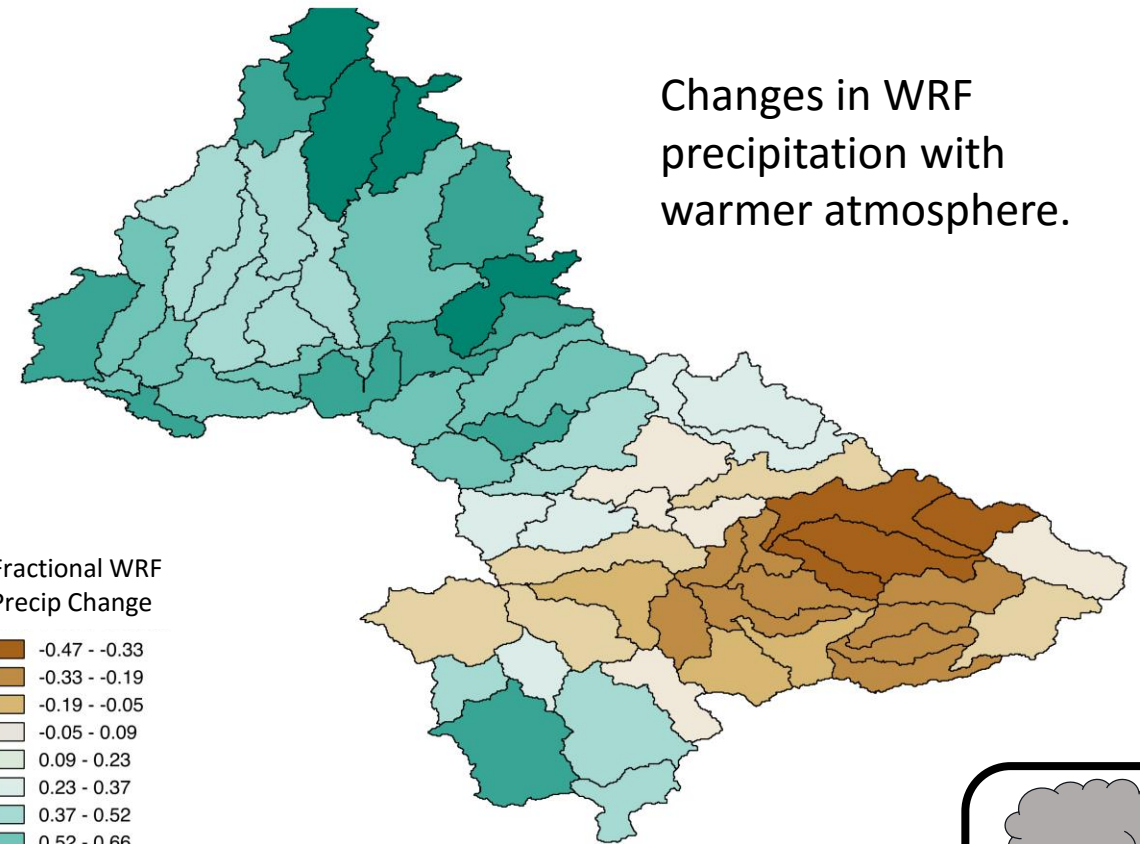 Changes in WRF
precipitation with
warmer atmosphere.
Fractional WRF
Precip Change
-0.47 - -0.33
-0.33 - -0.19
-0.19 - -0.05
-0.05 - 0.09
0.09 - 0.23
0.23 - 0.37
0.37 - 0.52
0.52 - 0.66